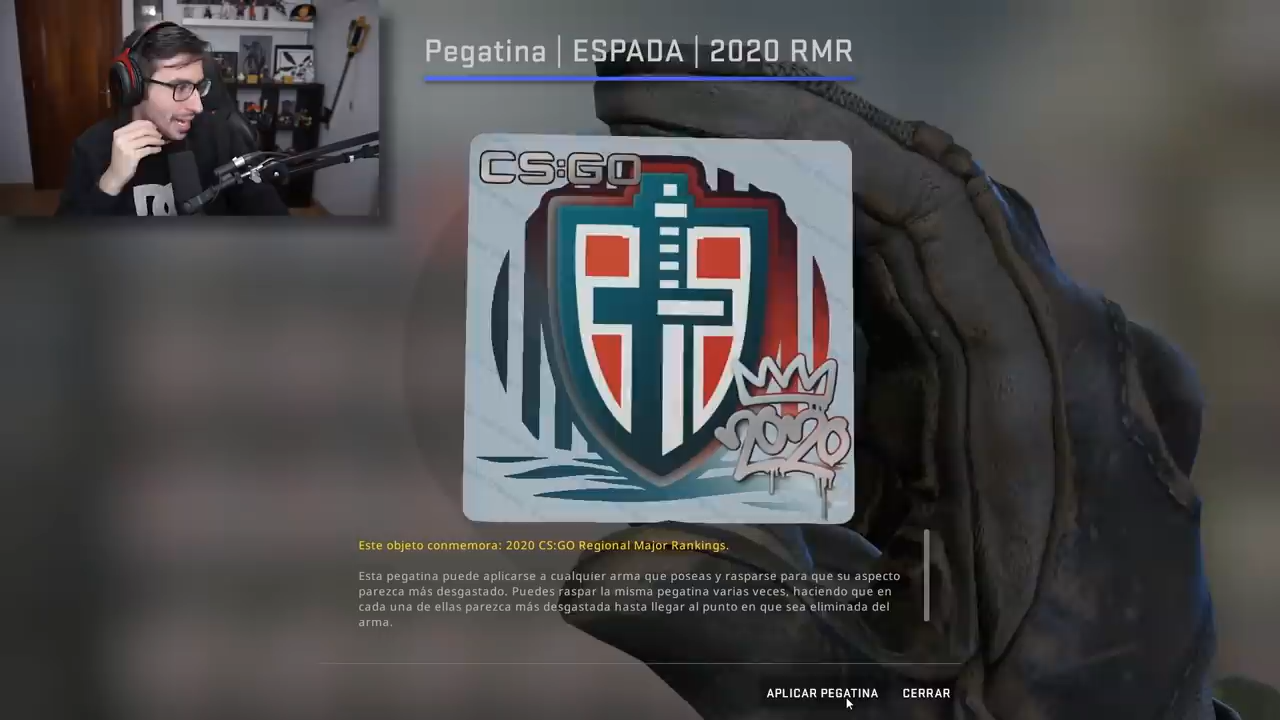 Pegatina | ESPADA | 2020 RMR
CS:GO
2020
Este objeto conmemora: 2020 CS:GO Regional Major Rankings.
Esta pegatina puede aplicarse a cualquier arma que poseas y rasparse para que su aspecto
parezca más desgastado. Puedes raspar la misma pegatina varias veces, haciendo que en
cada una de ellas parezca más desgastada hasta llegar al punto en que sea eliminada del
arma.
APLICAR PEGATINA CERRAR